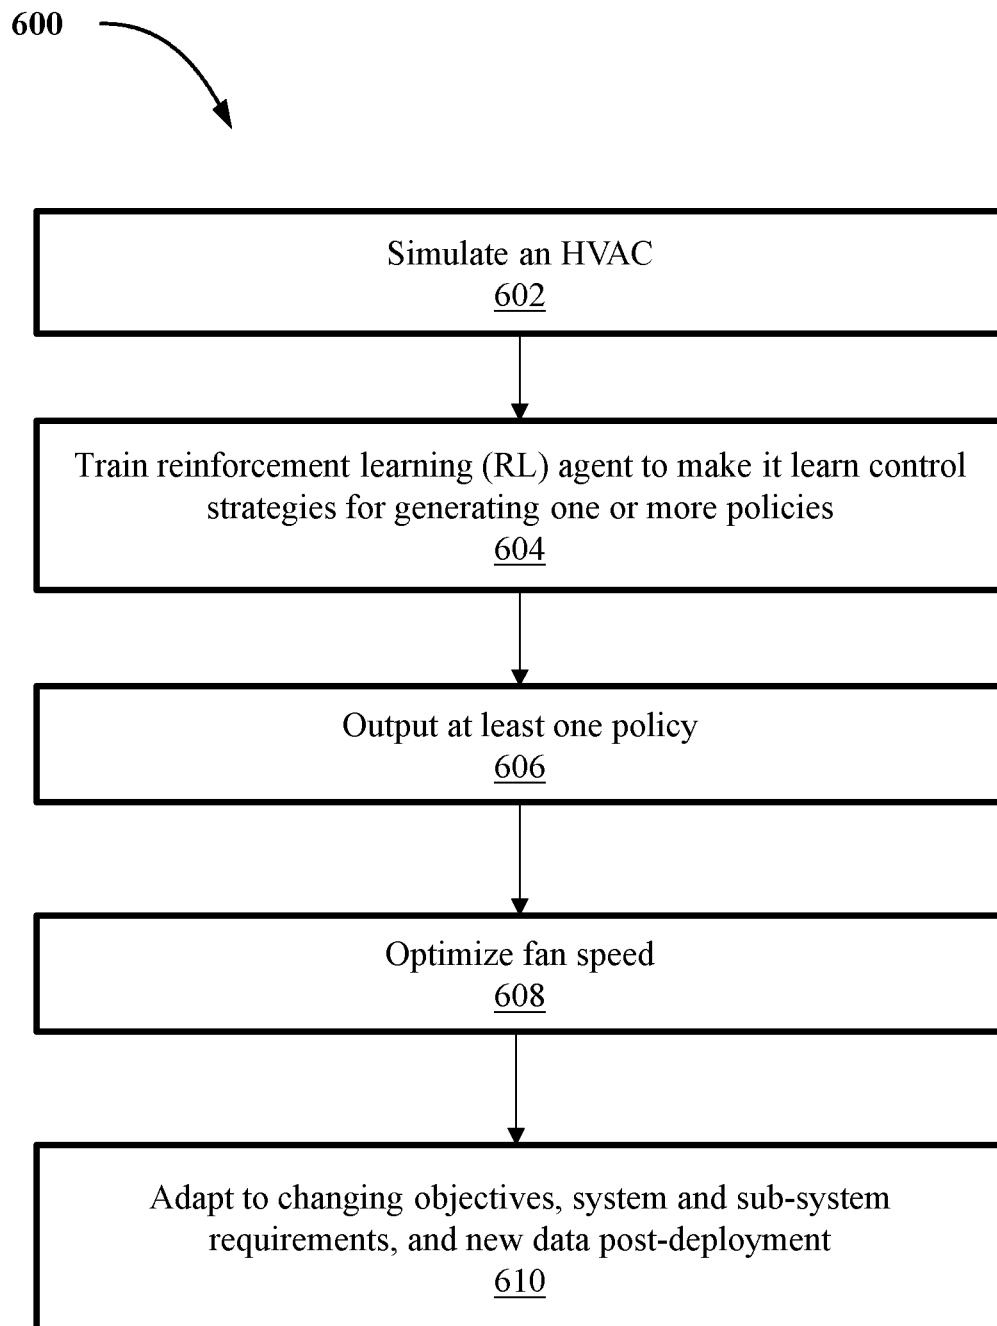 600
Simulate an HVAC
602
Train reinforcement learning (RL) agent to make it learn control
strategies for generating one or more policies
604
Output at least one policy
606
Optimize fan speed
608
Adapt to changing objectives, system and sub-system
requirements, and new data post-deployment
610